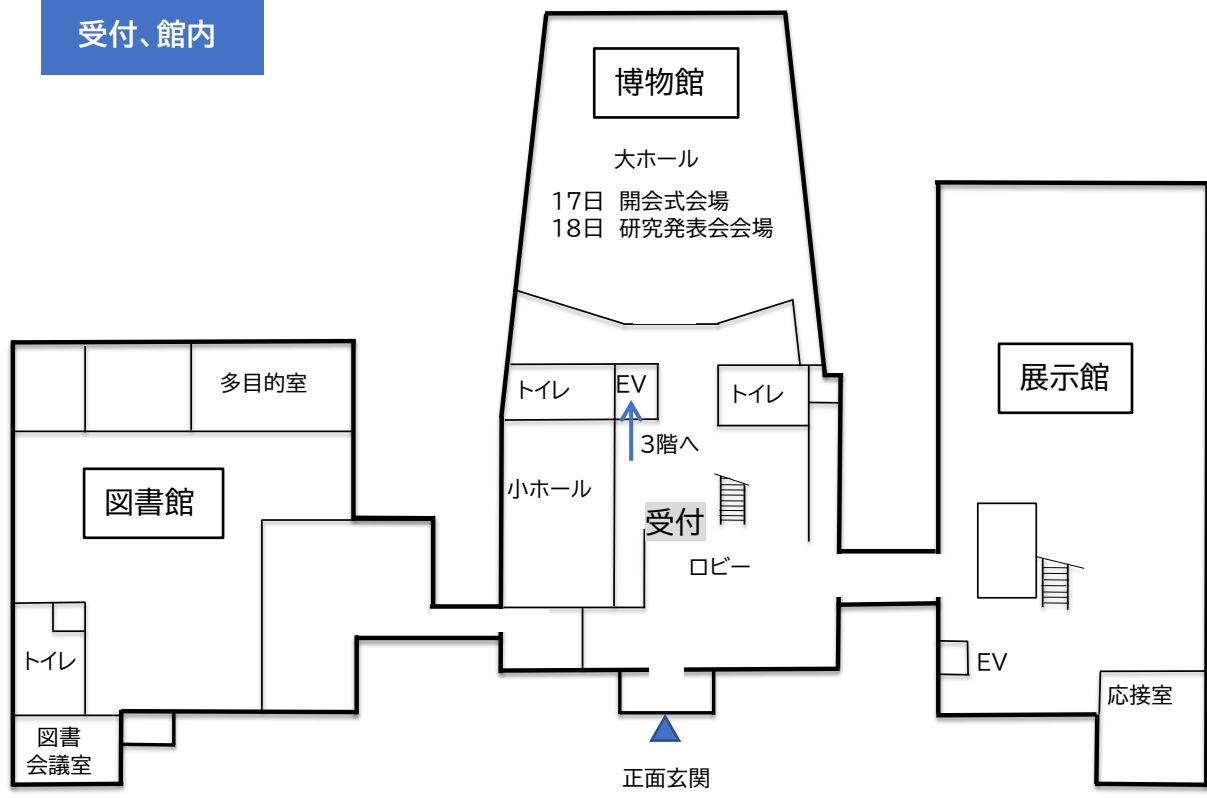 受付、館内
博物館
大ホール
17日 開会式会場
18日 研究発表会会場
展示館
多目的室
トイレ
EV
トイレ
3階へ
図書館
小ホール
受付
ロビー
トイレ
EV
応接室
図書
会議室
正面玄関